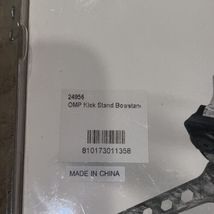 24956
OMP Kick Stand Bowstand
810173011358
MADE IN CHINA